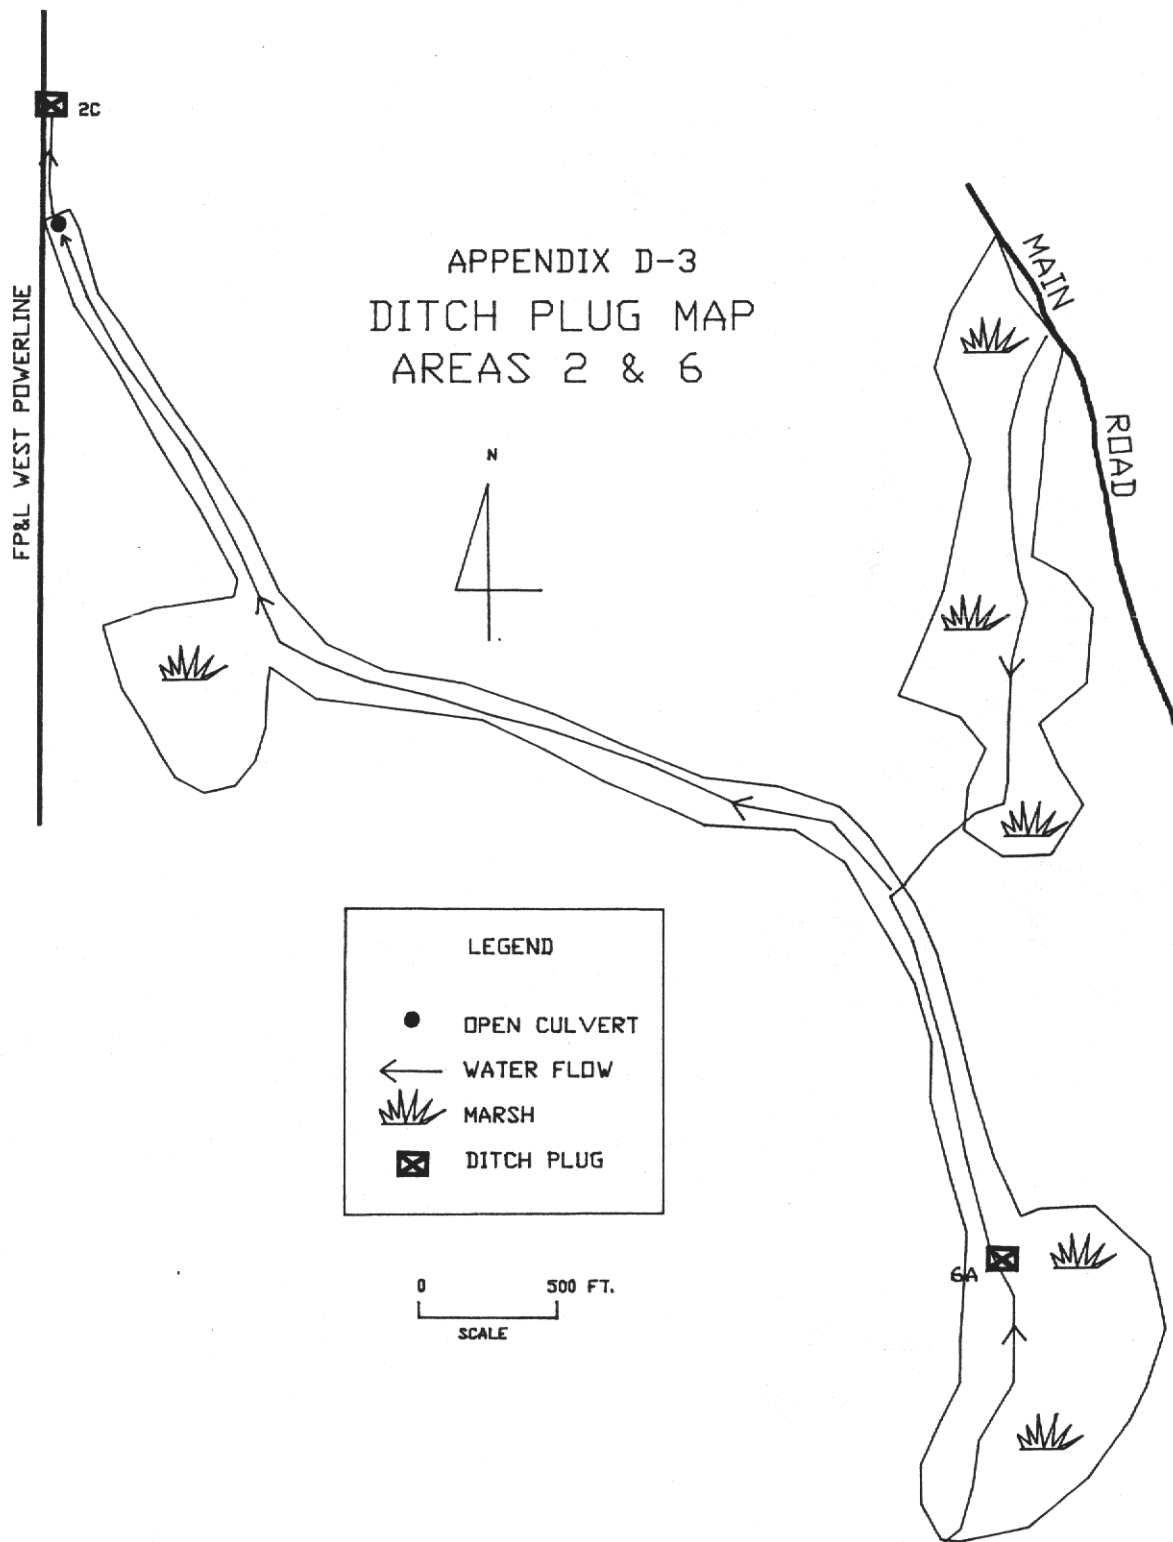 2C
APPENDIX D-3
DITCH PLUG MAP
AREAS 2 & 6
MAIN
ROAD
FP&L WEST POWERLINE
N
LEGEND
OPEN CULVERT
WATER FLOW
MARSH
DITCH PLUG
6A
0 500 FT.
SCALE